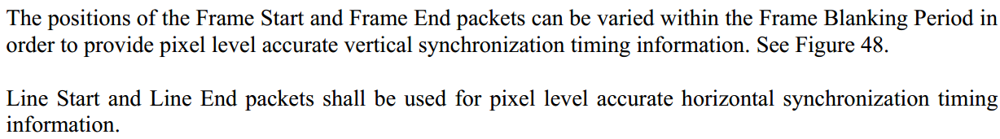 The positions of the Frame Start and Frame End packets can be varied within the Frame Blanking Period in
order to provide pixel level accurate vertical synchronization timing information. See Figure 48.
Line Start and Line End packets shall be used for pixel level accurate horizontal synchronization timing
information.